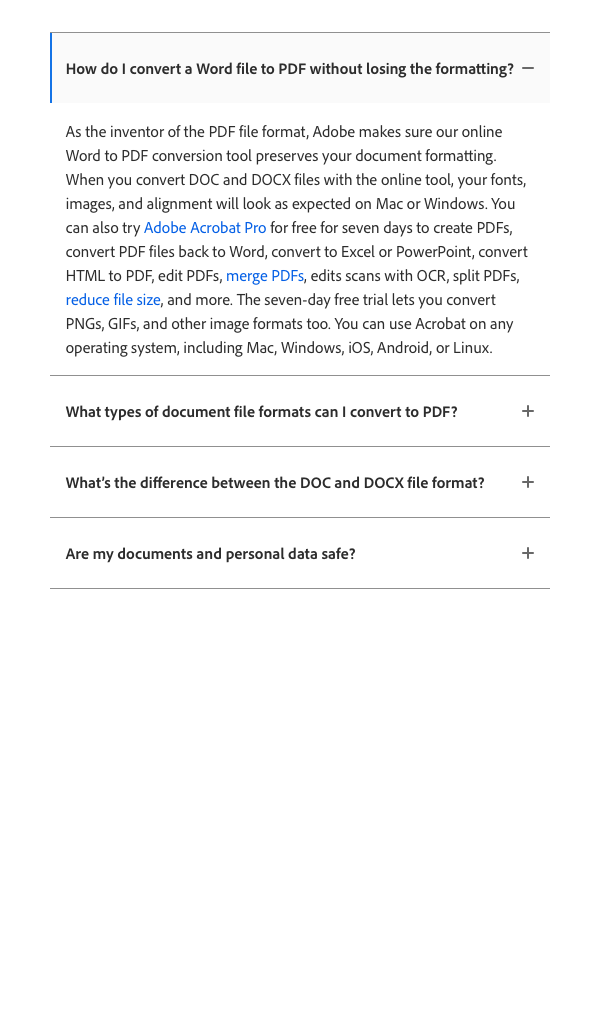 How do I convert a Word file to PDF without losing the formatting?
As the inventor of the PDF file format, Adobe makes sure our online
Word to PDF conversion tool preserves your document formatting.
When you convert DOC and DOCX files with the online tool, your fonts,
images, and alignment will look as expected on Mac or Windows. You
can also try Adobe Acrobat Pro for free for seven days to create PDFs,
convert PDF files back to Word, convert to Excel or PowerPoint, convert
HTML to PDF, edit PDFs, merge PDFs, edits scans with OCR, split PDFs,
reduce file size, and more. The seven-day free trial lets you convert
PNGs, GIFs, and other image formats too. You can use Acrobat on any
operating system, including Mac, Windows, iOS, Android, or Linux.
What types of document file formats can I convert to PDF?
What's the difference between the DOC and DOCX file format?
Are my documents and personal data safe?